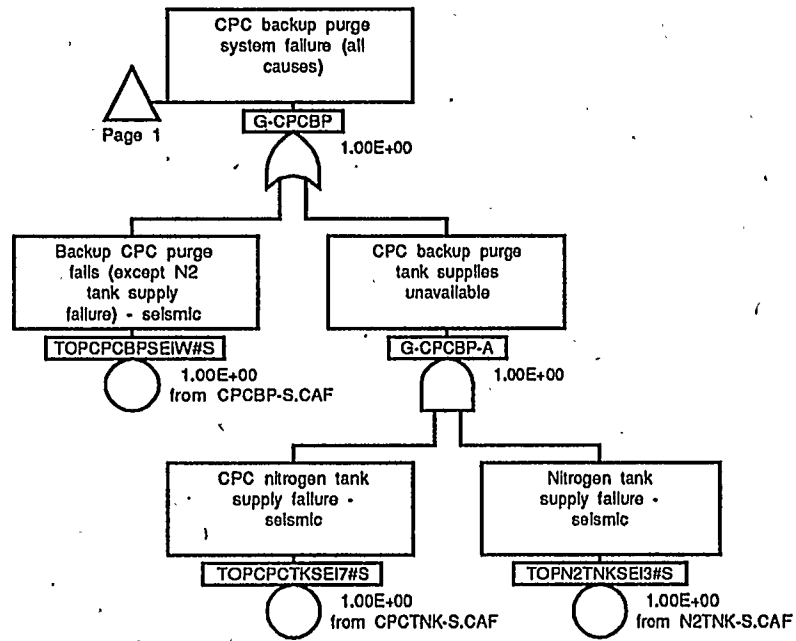 CPC backup purge
system failure (all
causes)
Page 1
G-CPCBP
1.00E+00
Backup CPC purge
fails (except N2
tank supply
failure) - seismic
TOPCPCBPSEIW#S
1.00E+00
from CPCBP-S.CAF
CPC backup purge
tank supplies
unavailable
G-CPCBP-A
1.00E+00
CPC nitrogen tank
supply failure -
seismic
TOPCPCTKSEI7#S
1.00E+00
from CPCTNK-S.CAF
Nitrogen tank
supply failure -
seismic
TOPN2TNKSEI3#S
1.00E+00
from N2TNK-S.CAF